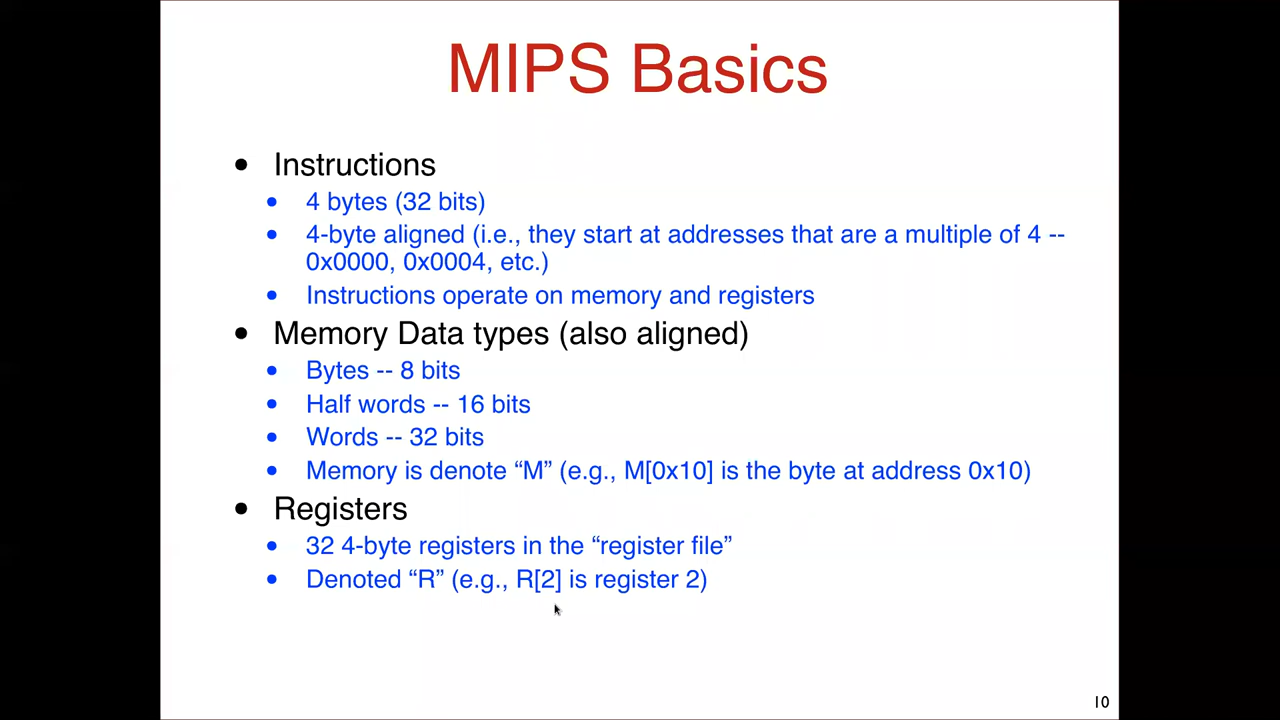 MIPS Basics
• Instructions
• 4 bytes (32 bits)
• 4-byte aligned (i.e., they start at addresses that are a multiple of 4 --
0x0000, 0x0004, etc.)
• Instructions operate on memory and registers
• Memory Data types (also aligned)
• Bytes -- 8 bits
• Half words -- 16 bits
• Words -- 32 bits
• Memory is denote “M” (e.g., M[0x10] is the byte at address 0x10)
• Registers
• 32 4-byte registers in the “register file”
• Denoted “R” (e.g., R[2] is register 2)
10